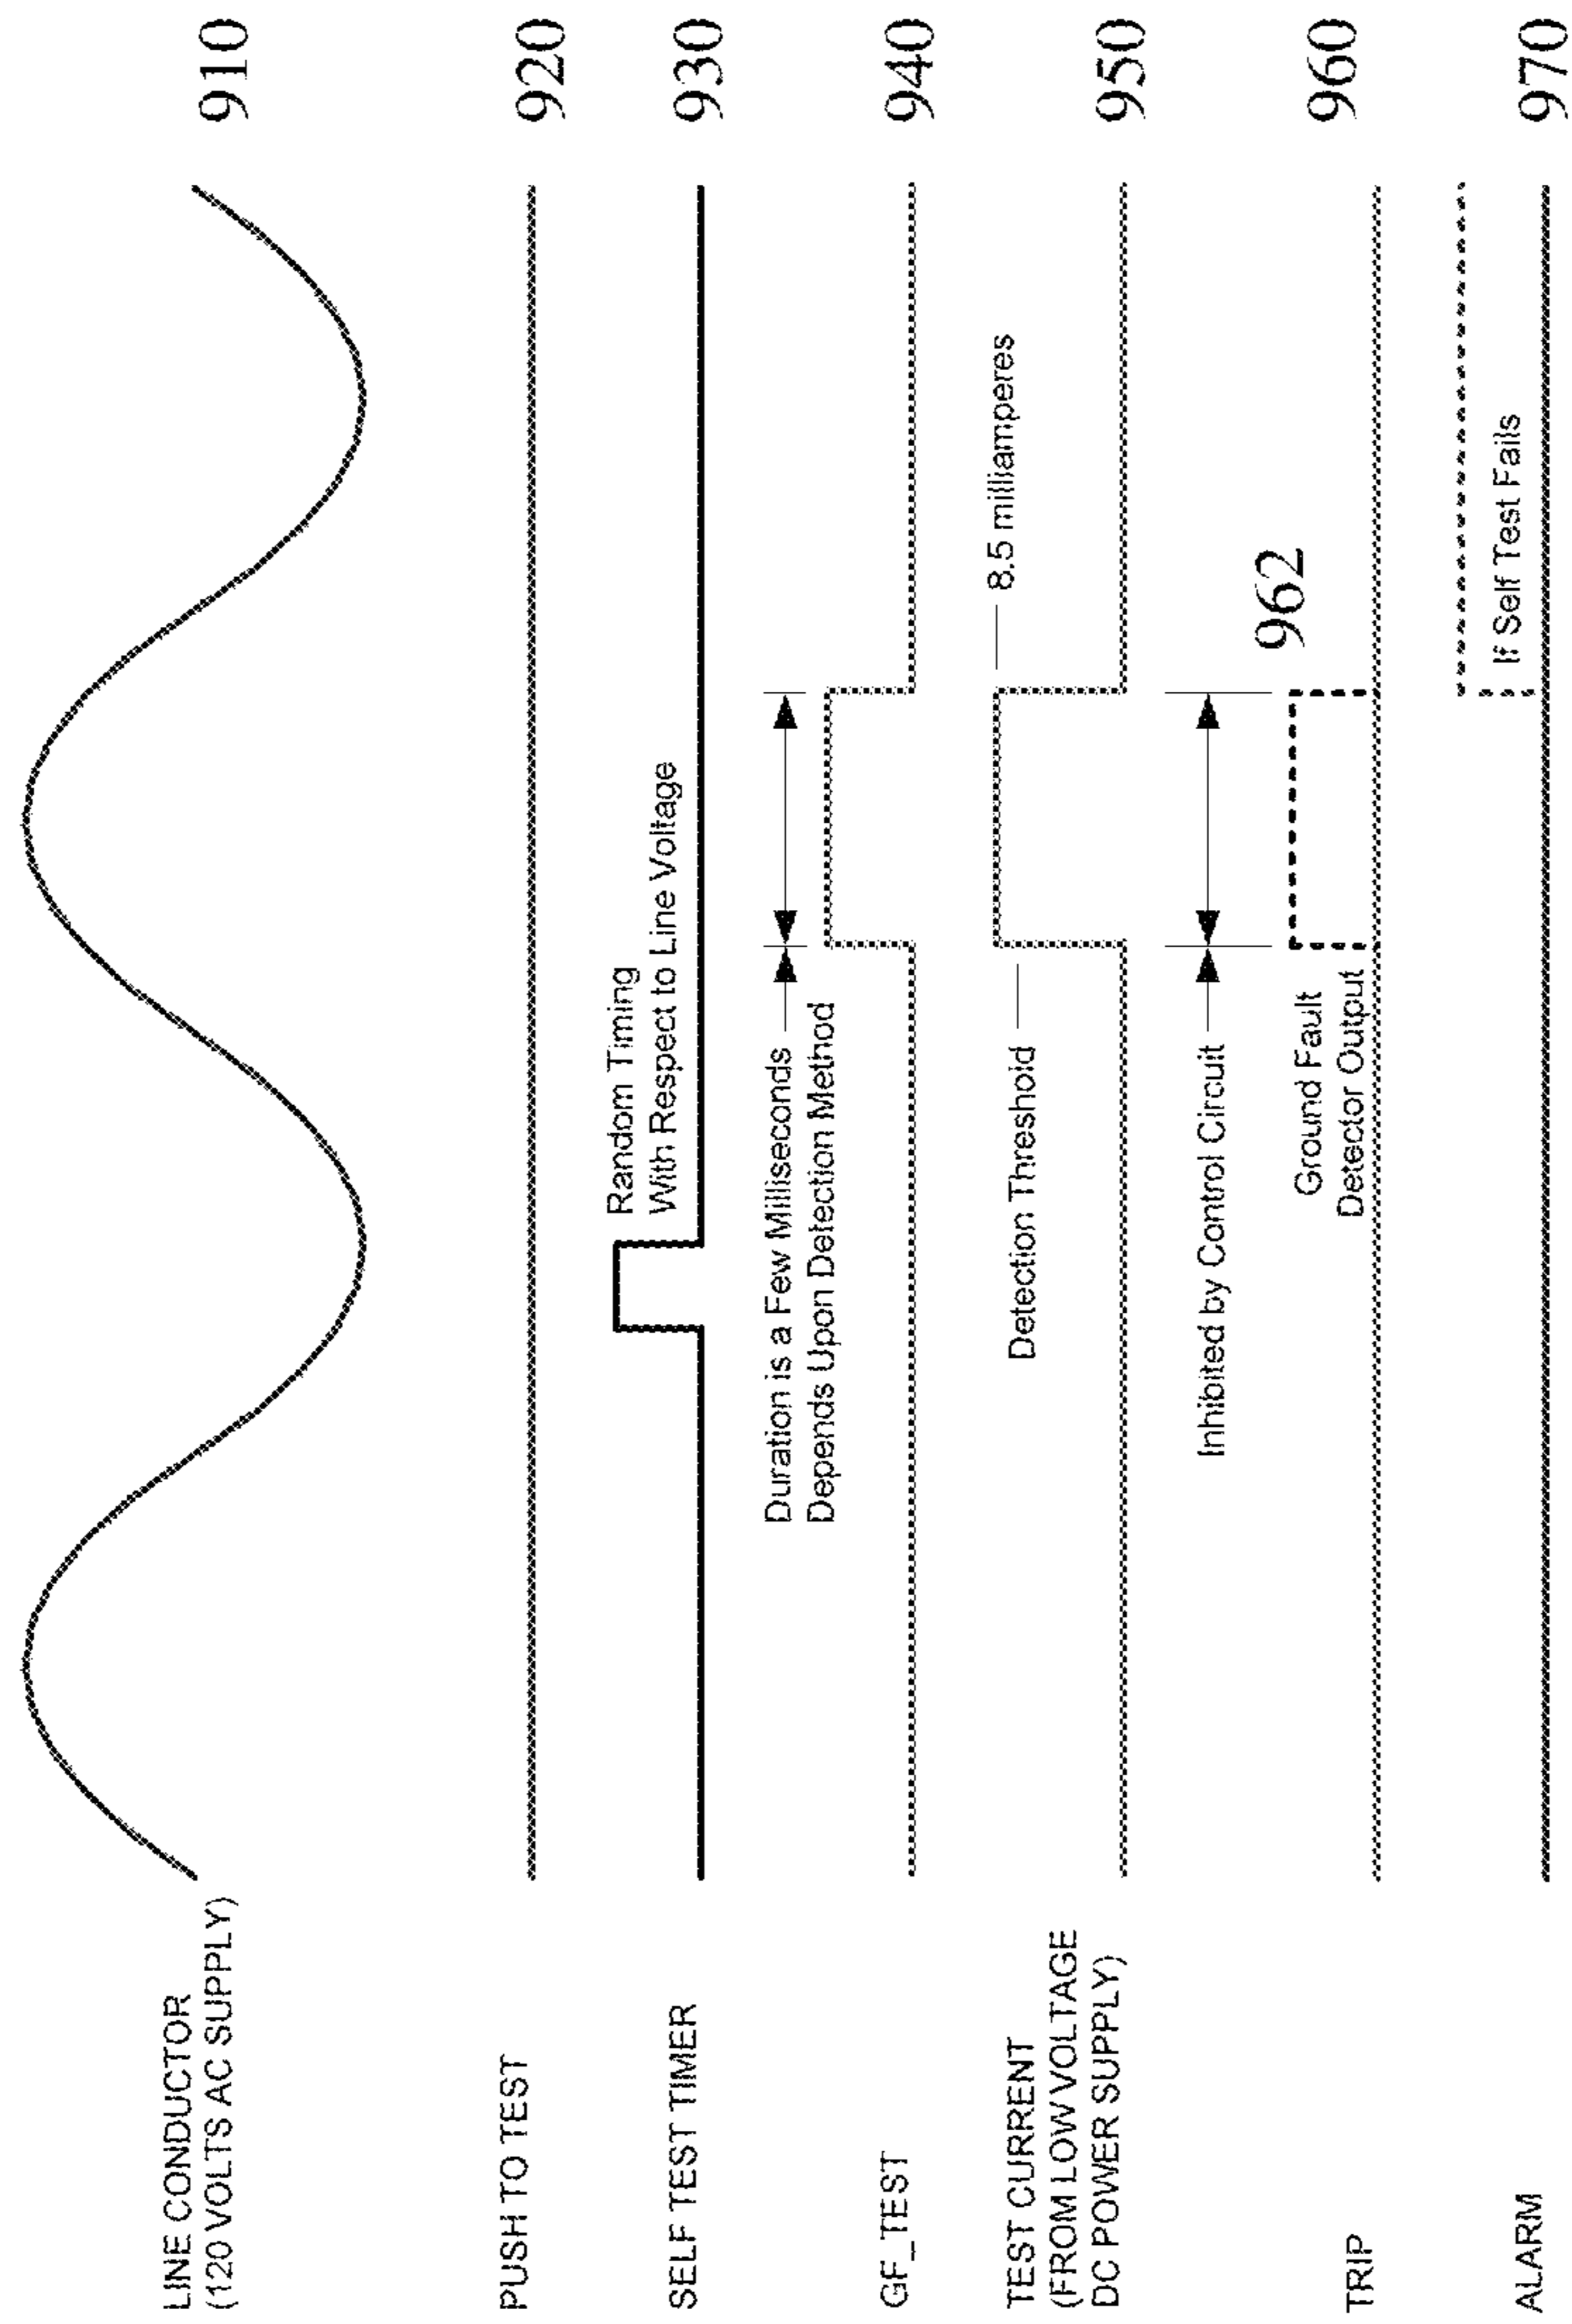 LINE CONDUCTOR
(120 VOLTS AC SUPPLY)
910
PUSH TO TEST
920
SELF TEST TIMER
Random Timing
With Respect to Line Voltage
930
Duration is a Few Milliseconds
Depends Upon Detection Method
GF_TEST
940
8.5 milliamperes
Detection Threshold
TEST CURRENT
(FROM LOW VOLTAGE
DC POWER SUPPLY)
950
Inhibited by Control Circuit
962
Ground Fault
Detector Output
TRIP
960
If Self Test Fails
ALARM
970